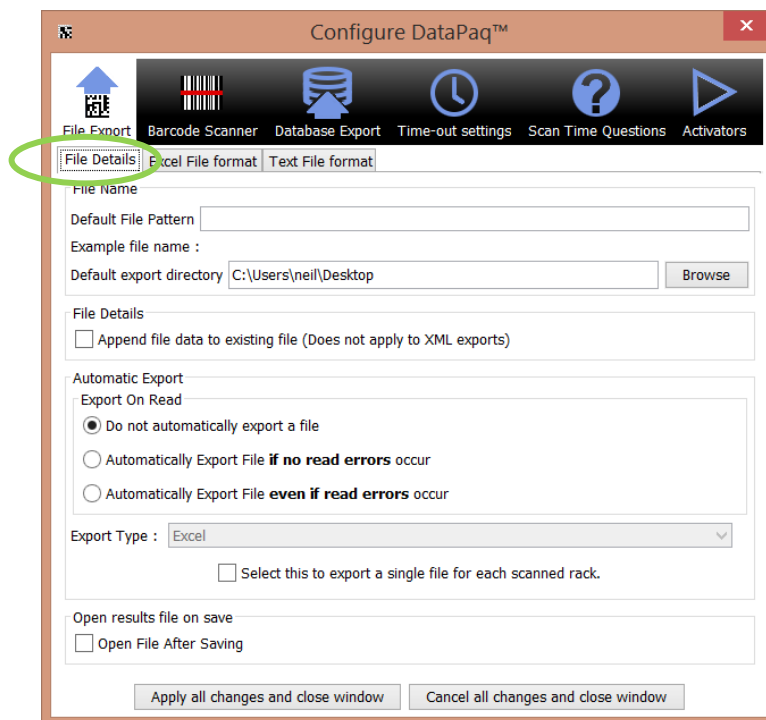 Configure DataPaq™
File Export Barcode Scanner Database Export Time-out settings Scan Time Questions Activators
File Details Excel File format Text File format
File Name
Default File Pattern
Example file name :
Default export directory C:\Users\neil\Desktop Browse
File Details
Append file data to existing file (Does not apply to XML exports)
Automatic Export
Export On Read
Do not automatically export a file
Automatically Export File if no read errors occur
Automatically Export File even if read errors occur
Export Type : Excel
Select this to export a single file for each scanned rack.
Open results file on save
Open File After Saving
Apply all changes and close window Cancel all changes and close window